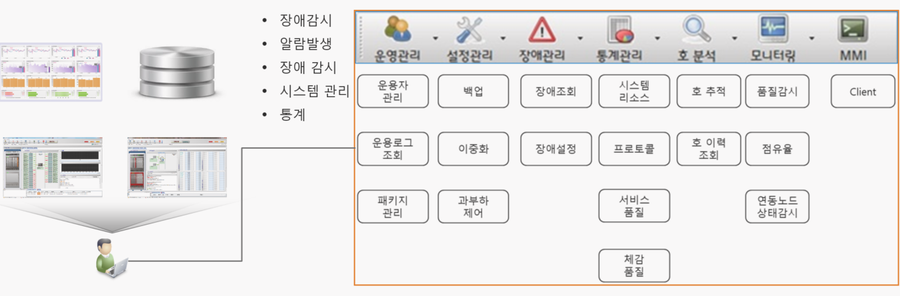 • 장애감시
• 알람발생
• 장애 감시
• 시스템 관리
• 통계
운영관리 설정관리 장애관리 통계관리 호 분석 모니터링 MMI
운용자
관리
백업
장애조회
시스템
리소스
호 추적
품질감시
Client
운용로그
조회
이중화
장애설정
프로토콜
호 이력
조회
점유율
패키지
관리
과부하
제어
서비스
품질
연동노드
상태감시
체감
품질